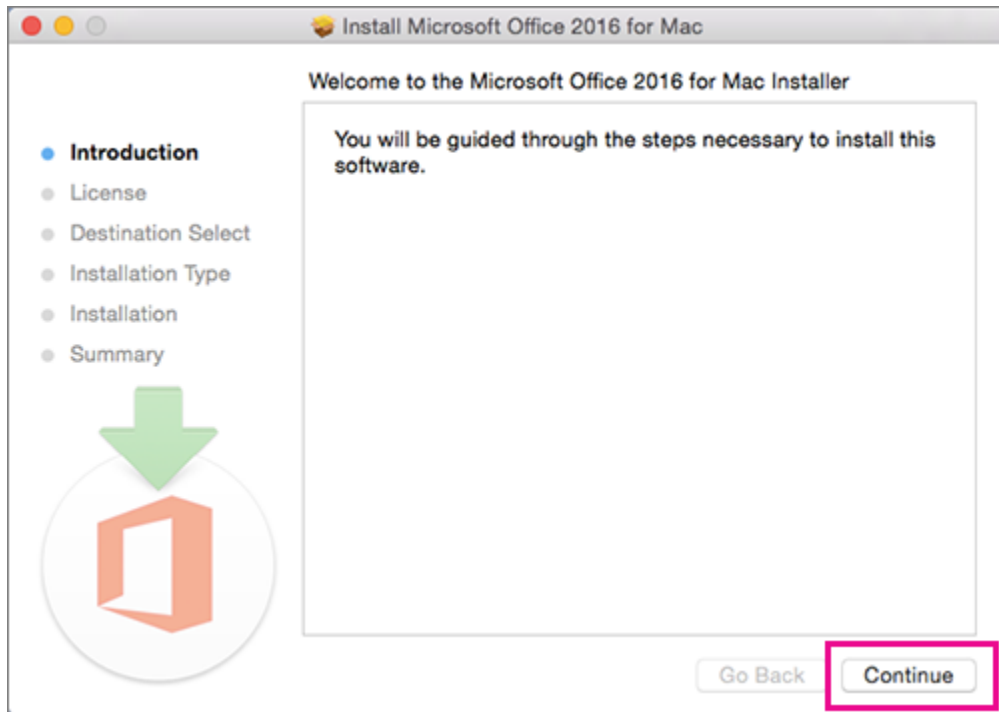 Install Microsoft Office 2016 for Mac
Welcome to the Microsoft Office 2016 for Mac Installer
Introduction
License
Destination Select
Installation Type
Installation
Summary
You will be guided through the steps necessary to install this
software.
Go Back
Continue